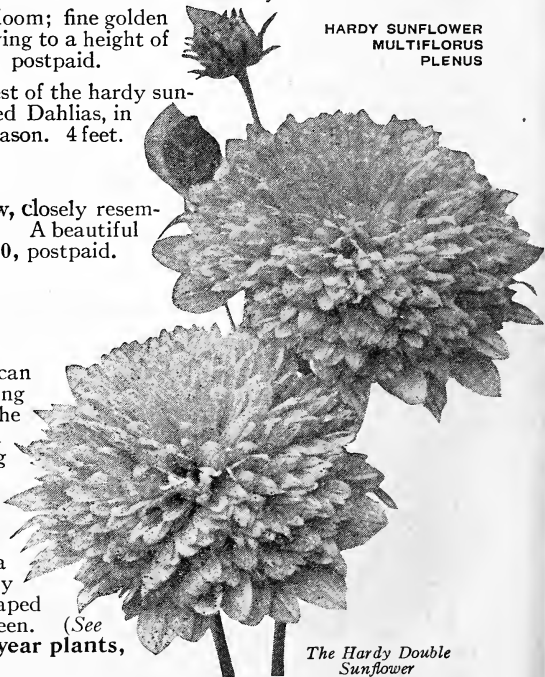 loom; fine golden
ing to a height of
postpaid.
est of the hardy sun-
ed Dahlias, in
ason. 4 feet.
w, closely resem-
A beautiful
0, postpaid.
can
ng
he
g
a
y
aped
een. (See
year plants,
HARDY SUNFLOWER
MULTIFLORUS
PLENUS
The Hardy Double
Sunflower